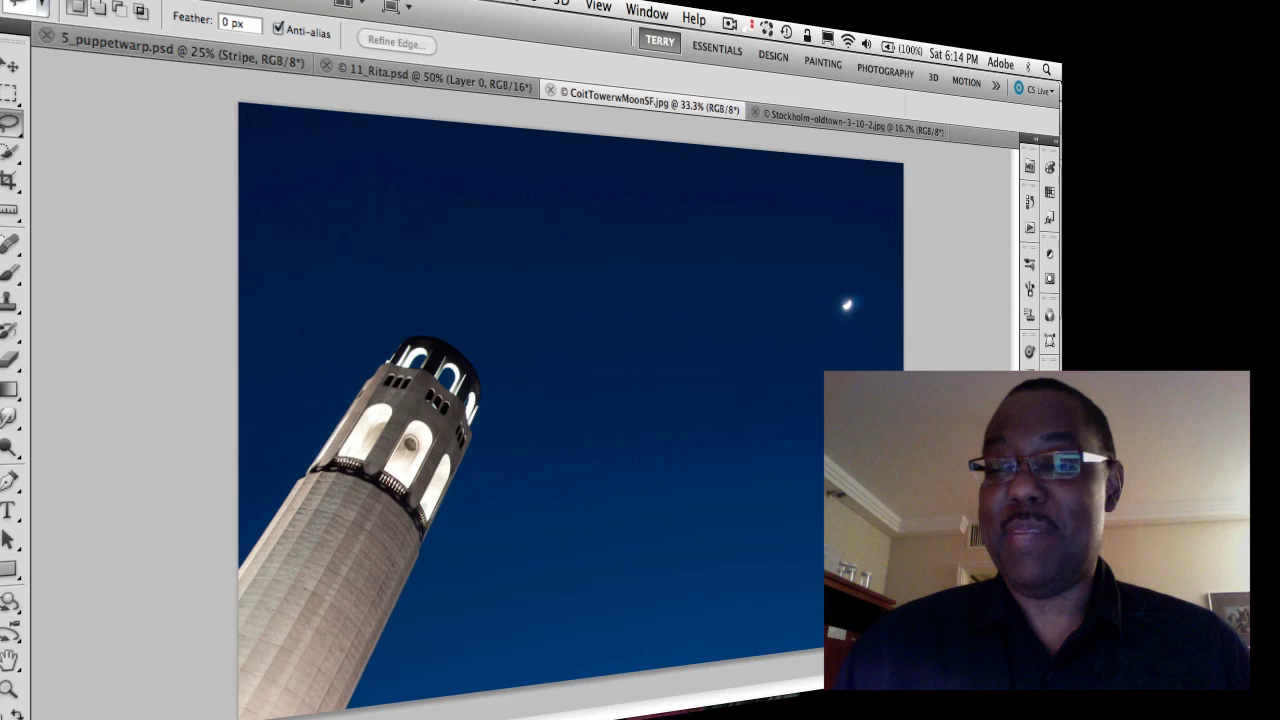 3D View Window Help (100%) Sat 6:14 PM Adobe
Feather: 0 px Anti-alias Refine Edge... TERRY ESSENTIALS DESIGN PAINTING PHOTOGRAPHY 3D MOTION >> CS Live
5_puppetwarp.psd @ 25% (Stripe, RGB/8*) © 11_Rita.psd @ 50% (Layer 0, RGB/16*) © CoitTowerwMoonSF.jpg @ 33.3% (RGB/8*) © Stockholm-oldtown-3-10-2.jpg @ 16.7% (RGB/8*)
T